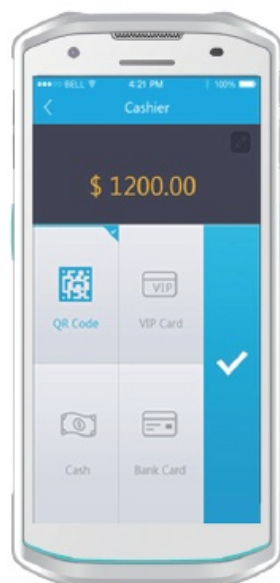 BELL 4:21 PM 100%
Cashier
$ 1200.00
QR Code
VIP
VIP Card
Cash
Bank Card